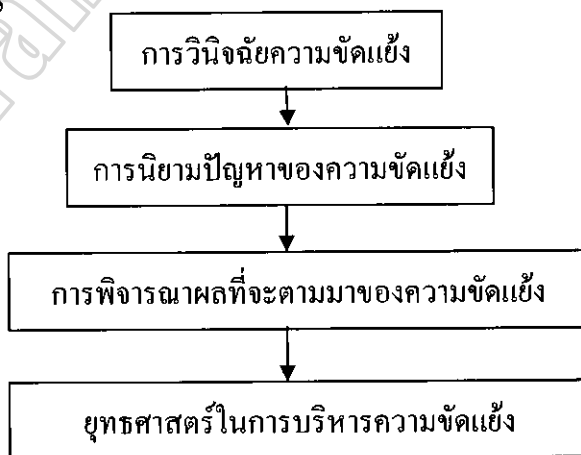 การวินิจฉัยความขัดแย้ง
การนิยามปัญหาของความขัดแย้ง
การพิจารณาผลที่จะตามมาของความขัดแย้ง
ยุทธศาสตร์ในการบริหารความขัดแย้ง